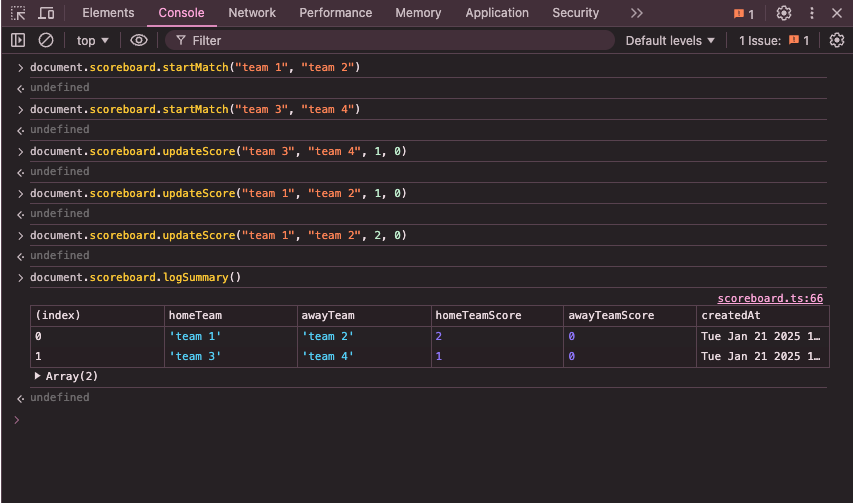 Elements Console Network Performance Memory Application Security 1
top Filter Default levels 1 Issue: 1
document.scoreboard.startMatch("team 1", "team 2")
undefined
document.scoreboard.startMatch("team 3", "team 4")
undefined
document.scoreboard.updateScore("team 3", "team 4", 1, 0)
undefined
document.scoreboard.updateScore("team 1", "team 2", 1, 0)
undefined
document.scoreboard.updateScore("team 1", "team 2", 2, 0)
undefined
document.scoreboard.logSummary()
scoreboard.ts:66
(index) homeTeam awayTeam homeTeamScore awayTeamScore createdAt
0 'team 1' 'team 2' 2 0 Tue Jan 21 2025 1…
1 'team 3' 'team 4' 1 0 Tue Jan 21 2025 1…
Array(2)
undefined